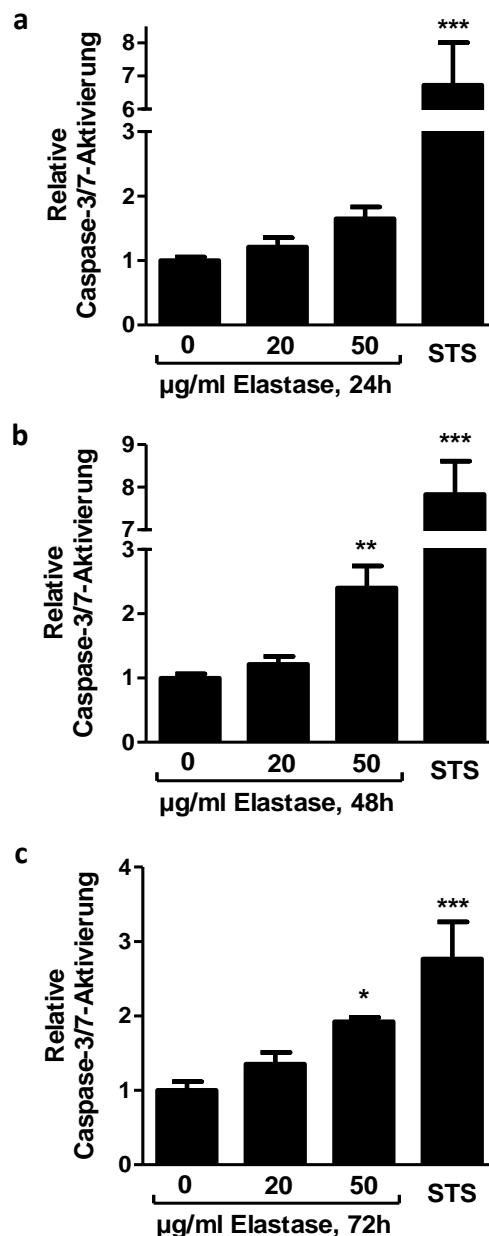 a
Relative
Caspase-3/7-Aktivierung
8
7
6
3
2
1
0
***
0 20 50 STS
µg/ml Elastase, 24h
b
Relative
Caspase-3/7-Aktivierung
9
8
7
3
2
1
0
**
***
0 20 50 STS
µg/ml Elastase, 48h
c
Relative
Caspase-3/7-Aktivierung
4
3
2
1
0
*
***
0 20 50 STS
µg/ml Elastase, 72h